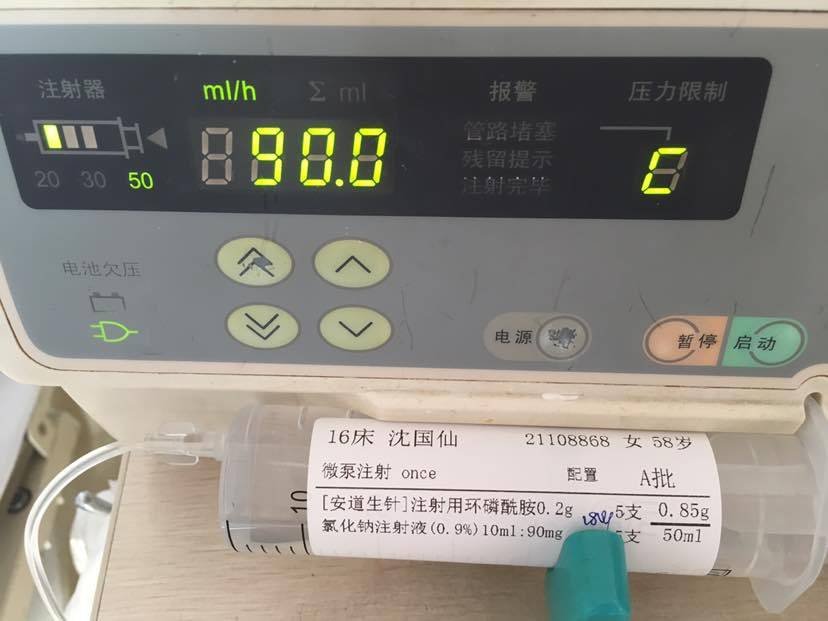 注射器
ml/h
Σ ml
报警
压力限制
管路堵塞
残留提示
注射完毕
20 30 50
90.0
电池欠压
电源
暂停
启动
16床 沈国仙 21108868 女 58岁
微泵注射 once 配置 A批
[安道生针]注射用环磷酰胺0.2g 5支 0.85g
氯化钠注射液(0.9%)10ml:90mg 5支 50ml
10